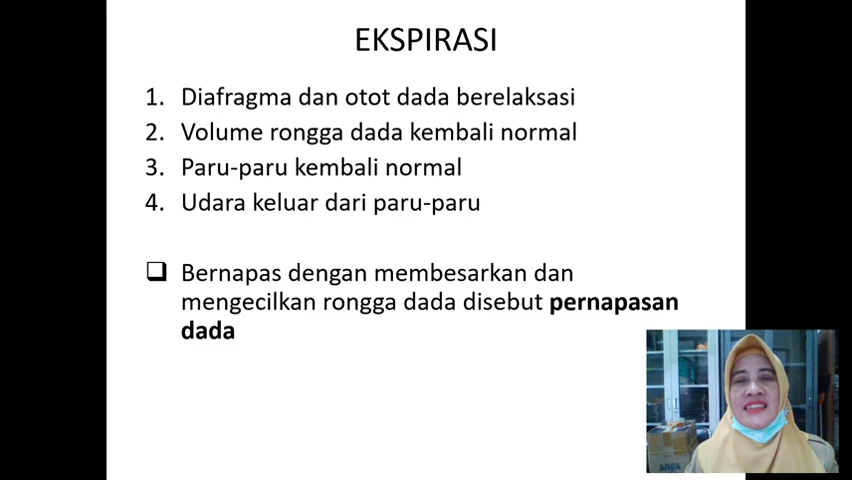 EKSPIRASI
1. Diafragma dan otot dada berelaksasi
2. Volume rongga dada kembali normal
3. Paru-paru kembali normal
4. Udara keluar dari paru-paru
❑ Bernapas dengan membesarkan dan
mengecilkan rongga dada disebut pernapasan
dada
AQUA